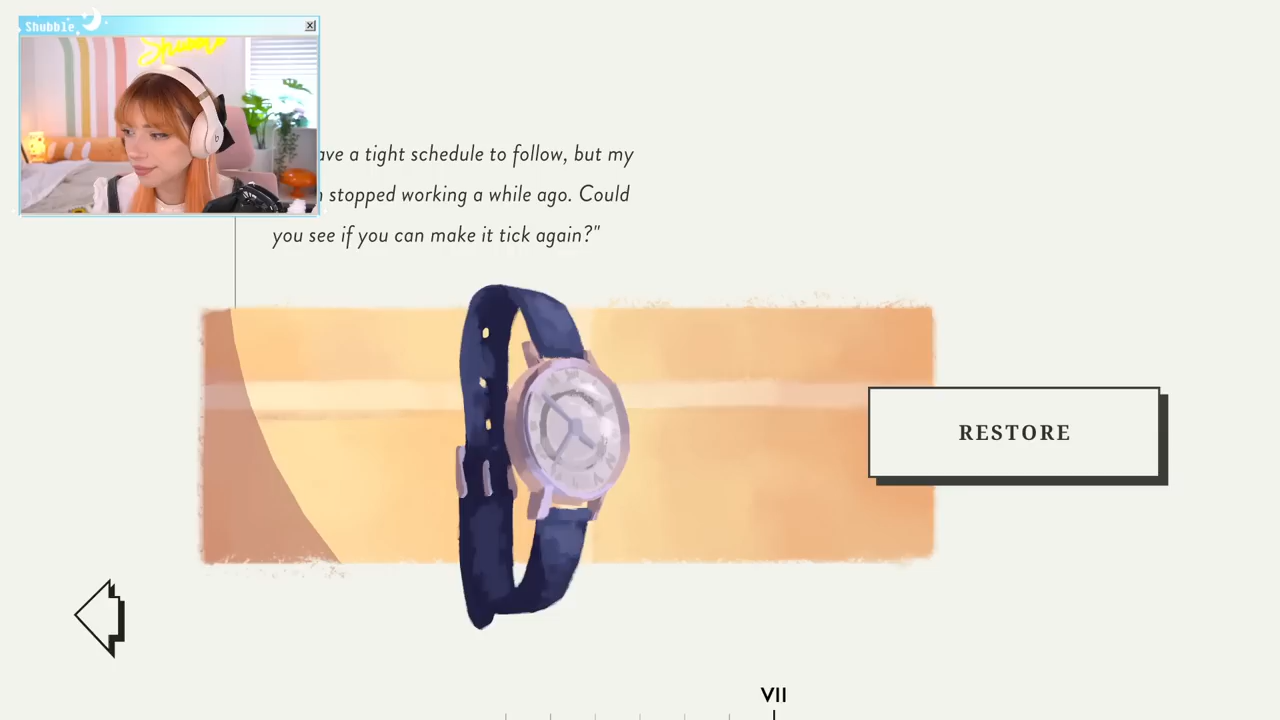 Shubble
Shubble
ave a tight schedule to follow, but my
stopped working a while ago. Could
you see if you can make it tick again?"
RESTORE
VII